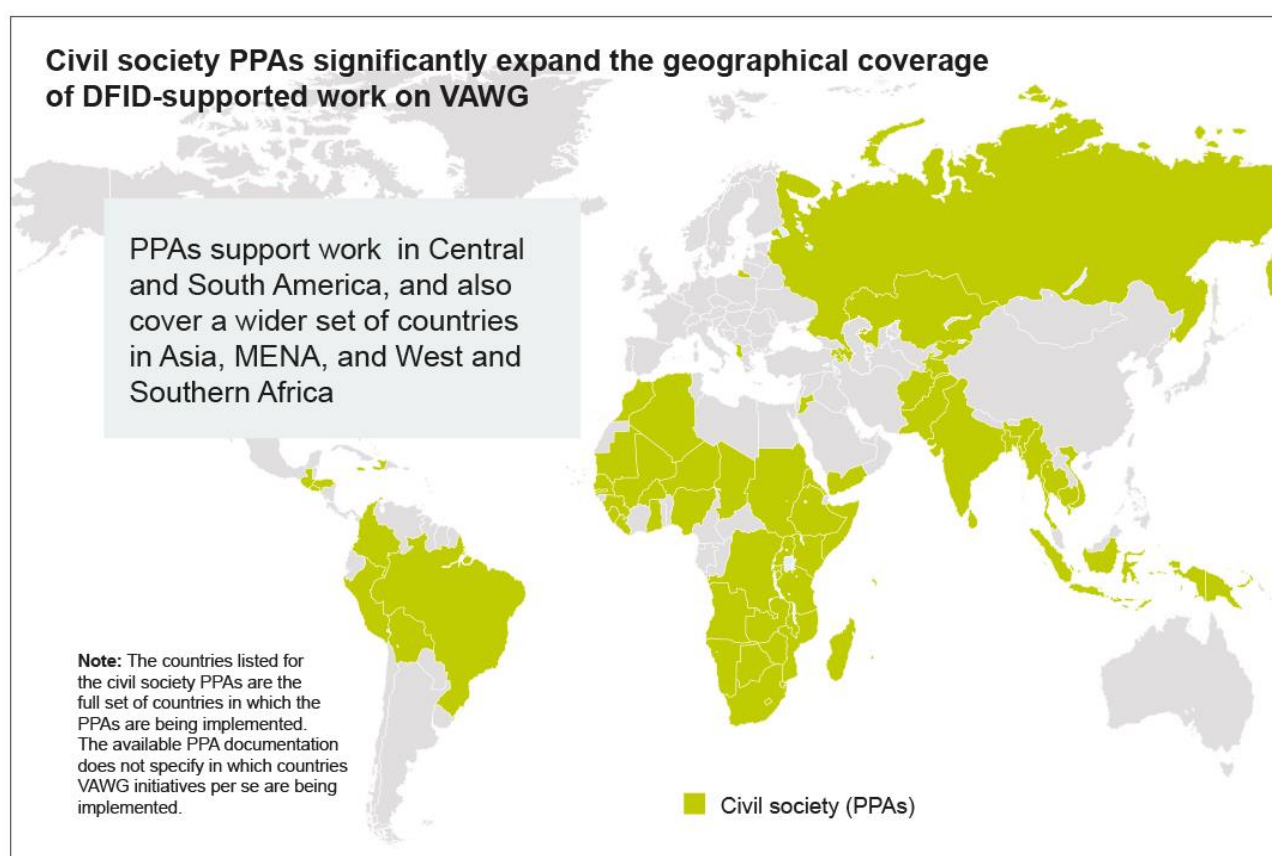 Civil society PPAs significantly expand the geographical coverage
of DFID-supported work on VAWG
PPAs support work in Central
and South America, and also
cover a wider set of countries
in Asia, MENA, and West and
Southern Africa
Note: The countries listed for
the civil society PPAs are the
full set of countries in which the
PPAs are being implemented.
The available PPA documentation
does not specify in which countries
VAWG initiatives per se are being
implemented.
Civil society (PPAs)